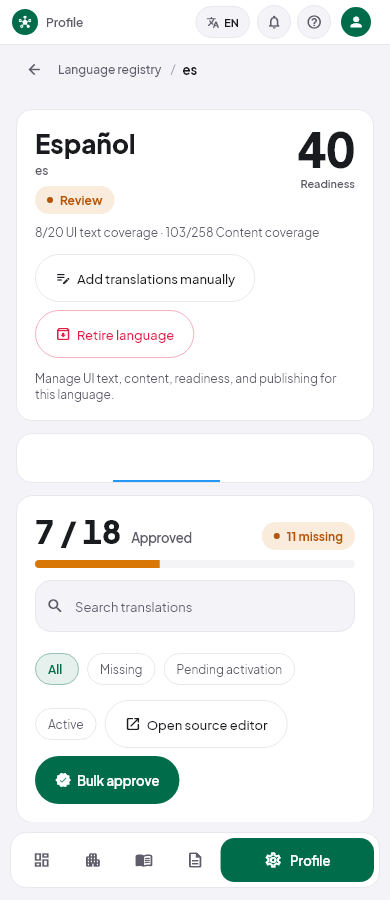 Profile
EN
Language registry / es
Español
40
es
Readiness
Review
8/20 UI text coverage · 103/258 Content coverage
Add translations manually
Retire language
Manage UI text, content, readiness, and publishing for
this language.
7 / 18 Approved
11 missing
Search translations
All
Missing
Pending activation
Active
Open source editor
Bulk approve
Profile